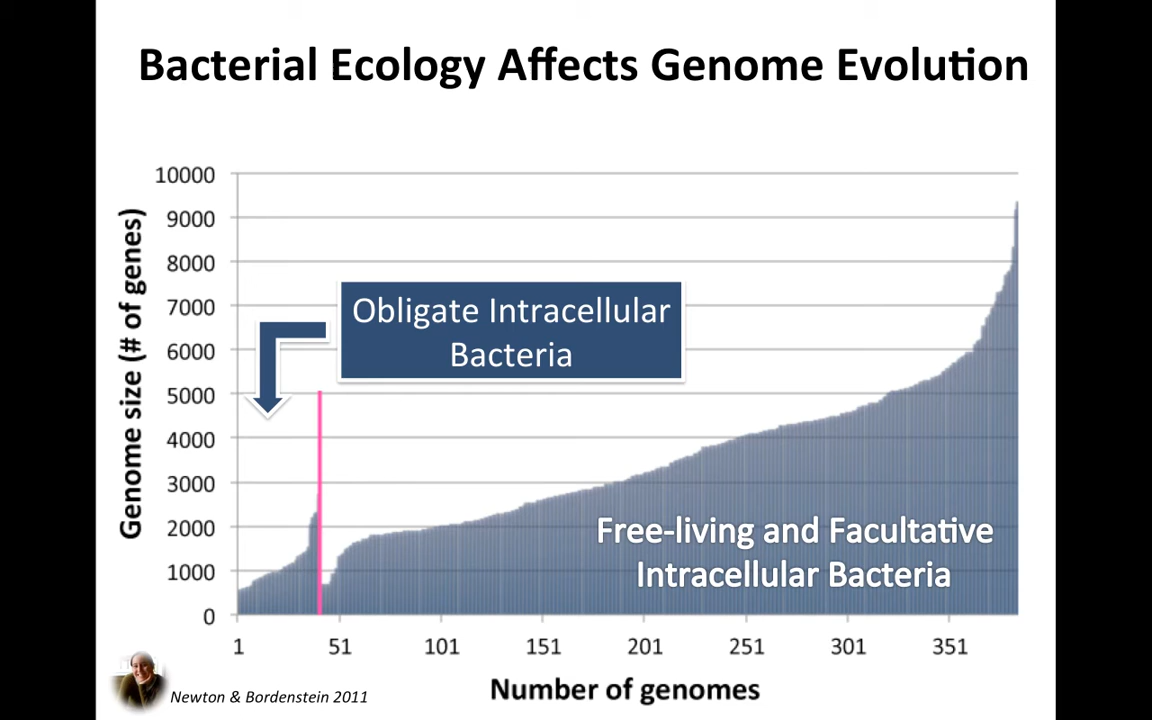 Bacterial Ecology Affects Genome Evolution
Genome size (# of genes)
10000
9000
8000
7000
6000
5000
4000
3000
2000
1000
0
Obligate Intracellular
Bacteria
Free-living and Facultative
Intracellular Bacteria
1 51 101 151 201 251 301 351
Number of genomes
Newton & Bordenstein 2011